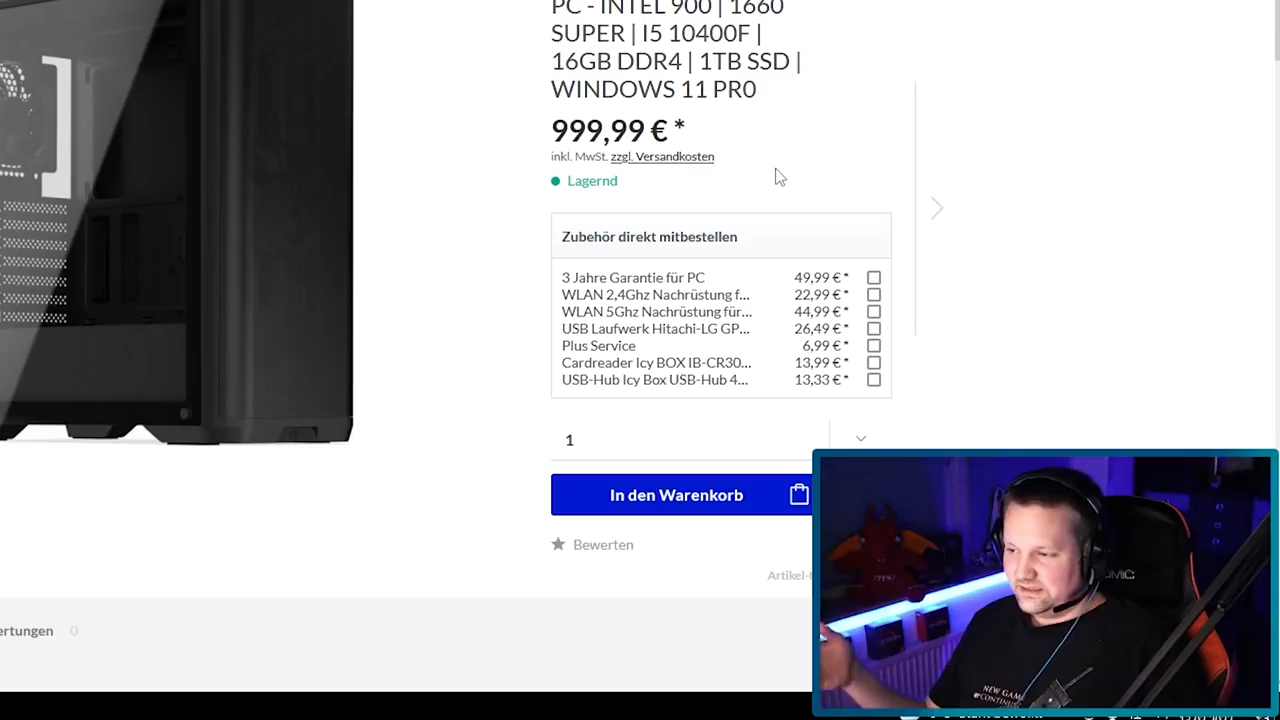 PC - INTEL 900 | 1660
SUPER | I5 10400F |
16GB DDR4 | 1TB SSD |
WINDOWS 11 PR0
999,99 € *
inkl. MwSt. zzgl. Versandkosten
Lagernd
Zubehör direkt mitbestellen
3 Jahre Garantie für PC 49,99 € *
WLAN 2,4Ghz Nachrüstung f... 22,99 € *
WLAN 5Ghz Nachrüstung für... 44,99 € *
USB Laufwerk Hitachi-LG GP... 26,49 € *
Plus Service 6,99 € *
Cardreader Icy BOX IB-CR30... 13,99 € *
USB-Hub Icy Box USB-Hub 4... 13,33 € *
1
In den Warenkorb
Bewerten
Artikel-
ertungen 0
NEW GAME